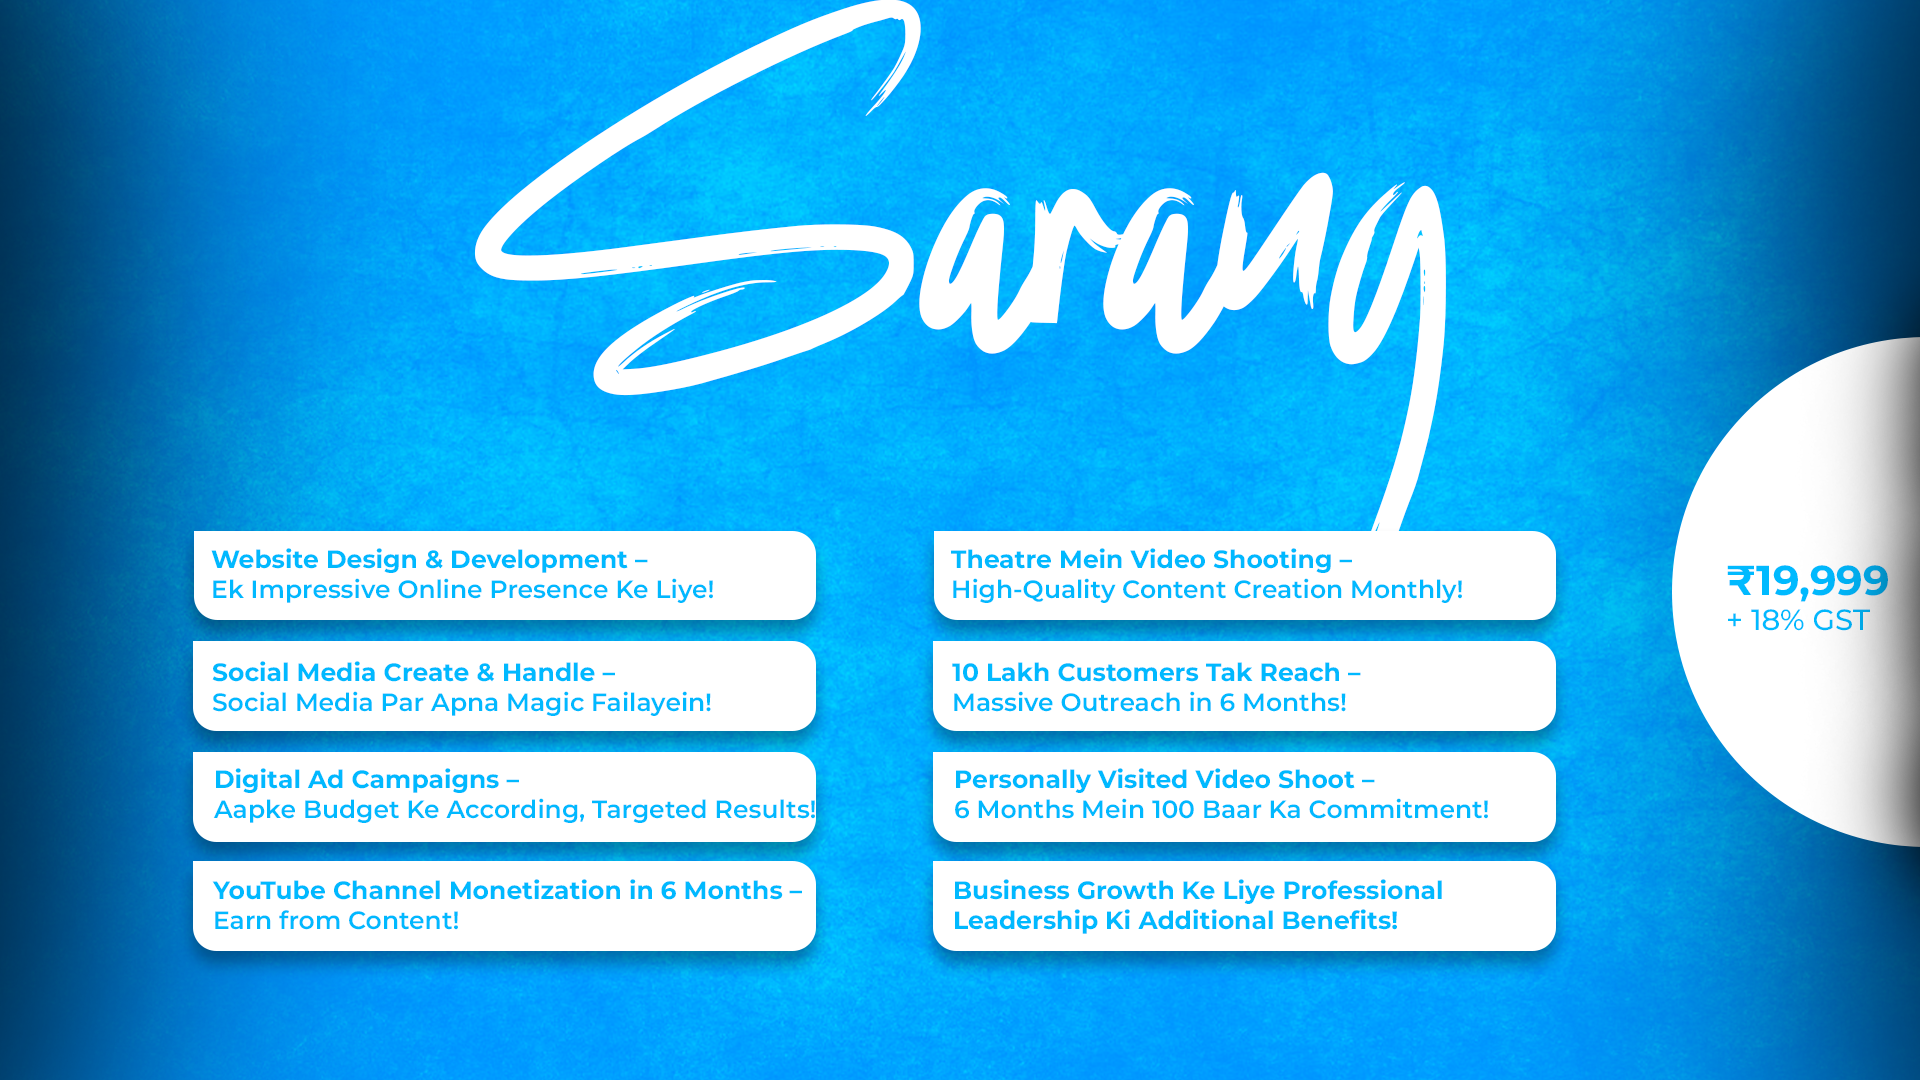 Sarang
Website Design & Development –
Ek Impressive Online Presence Ke Liye!
Social Media Create & Handle –
Social Media Par Apna Magic Failayein!
Digital Ad Campaigns –
Aapke Budget Ke According, Targeted Results!
YouTube Channel Monetization in 6 Months –
Earn from Content!
Theatre Mein Video Shooting –
High-Quality Content Creation Monthly!
10 Lakh Customers Tak Reach –
Massive Outreach in 6 Months!
Personally Visited Video Shoot –
6 Months Mein 100 Baar Ka Commitment!
Business Growth Ke Liye Professional
Leadership Ki Additional Benefits!
₹19,999
+ 18% GST